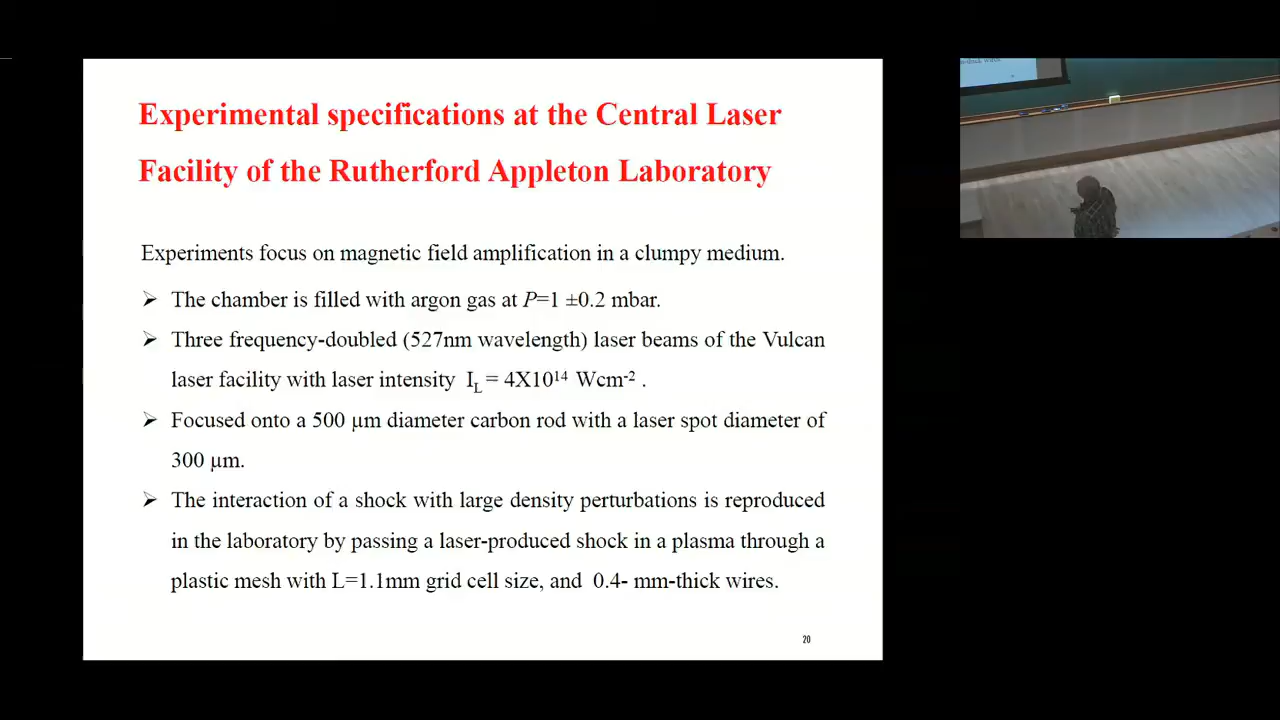 Experimental specifications at the Central Laser
Facility of the Rutherford Appleton Laboratory
Experiments focus on magnetic field amplification in a clumpy medium.
➢ The chamber is filled with argon gas at P=1 ±0.2 mbar.
➢ Three frequency-doubled (527nm wavelength) laser beams of the Vulcan
laser facility with laser intensity I_L = 4X10¹⁴ Wcm⁻² .
➢ Focused onto a 500 µm diameter carbon rod with a laser spot diameter of
300 µm.
➢ The interaction of a shock with large density perturbations is reproduced
in the laboratory by passing a laser-produced shock in a plasma through a
plastic mesh with L=1.1mm grid cell size, and 0.4- mm-thick wires.
20